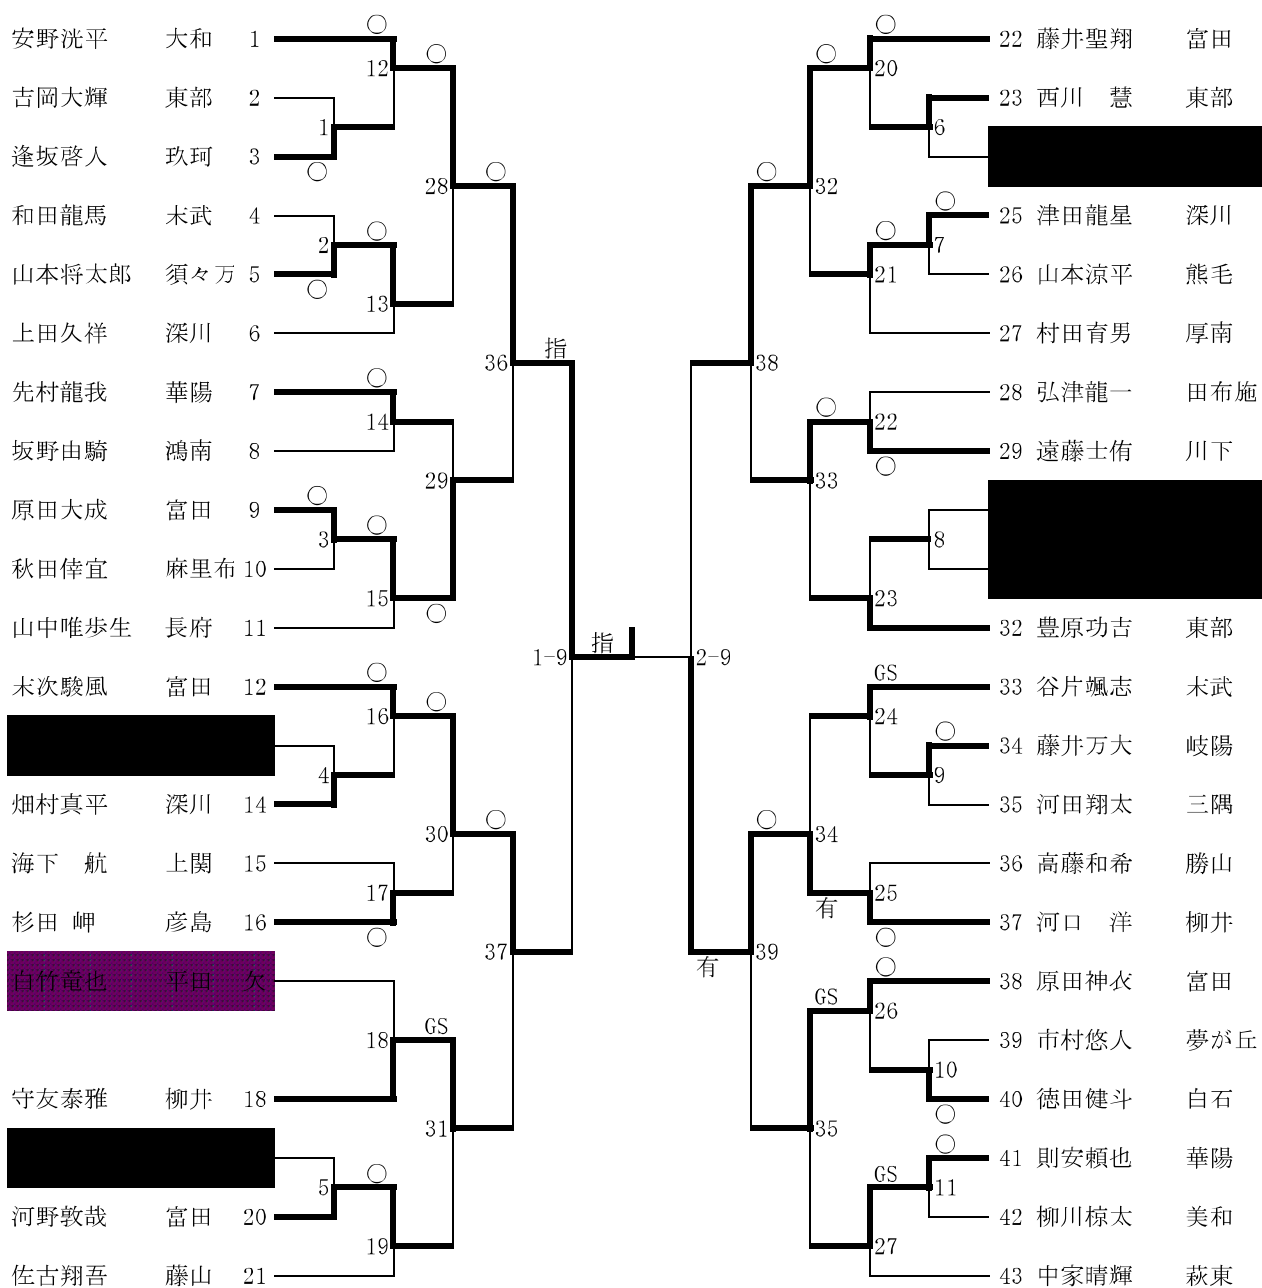 安野洸平 大和 1
吉岡大輝 東部 2
逢坂啓人 玖珂 3
和田龍馬 末武 4
山本将太郎 須々万 5
上田久祥 深川 6
先村龍我 華陽 7
坂野由騎 鴻南 8
原田大成 富田 9
秋田倖宜 麻里布 10
山中唯歩生 長府 11
末次駿風 富田 12
畑村真平 深川 14
海下 航 上関 15
杉田 岬 彦島 16
白竹竜也 平田 欠
守友泰雅 柳井 18
河野敦哉 富田 20
佐古翔吾 藤山 21
1
2
3
4
5
12
13
14
15
16
17
18
GS
19
28
29
30
31
36
37
指
1-9
指
2-9
有
38
39
32
33
34
有
35
GS
20
21
22
23
GS
24
25
26
GS
27
6
7
8
9
10
11
22 藤井聖翔 富田
23 西川 慧 東部
25 津田龍星 深川
26 山本涼平 熊毛
27 村田育男 厚南
28 弘津龍一 田布施
29 遠藤士侑 川下
32 豊原功吉 東部
33 谷片颯志 末武
34 藤井万大 岐陽
35 河田翔太 三隅
36 高藤和希 勝山
37 河口 洋 柳井
38 原田神衣 富田
39 市村悠人 夢が丘
40 徳田健斗 白石
41 則安頼也 華陽
42 柳川椋太 美和
43 中家晴輝 萩東